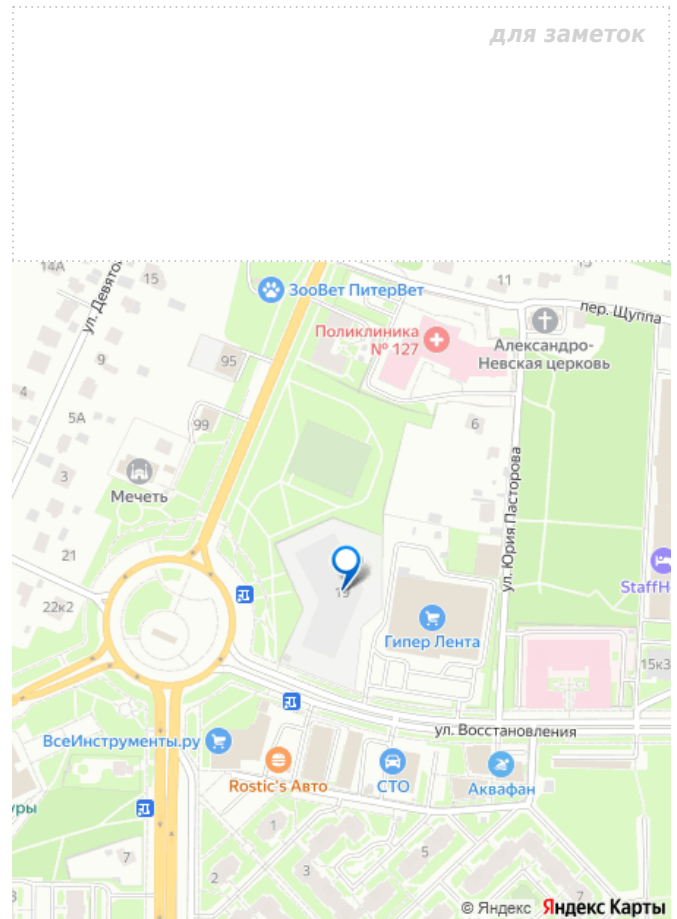 для заметок
14А
ул. Девято
15
ЗооВет ПитерВет
11
пер. Щуппа
Поликлиника
№ 127
Александро-
Невская церковь
9
95
4
5А
99
6
3
Мечеть
ул. Юрия Пасторова
21
22к2
19
StaffH
Гипер Лента
15к3
ул. Восстановления
ВсеИнструменты.ру
Rostic's Авто
СТО
Аквафан
уры
1
7
5
2
3
7
3
© Яндекс Яндекс Карты